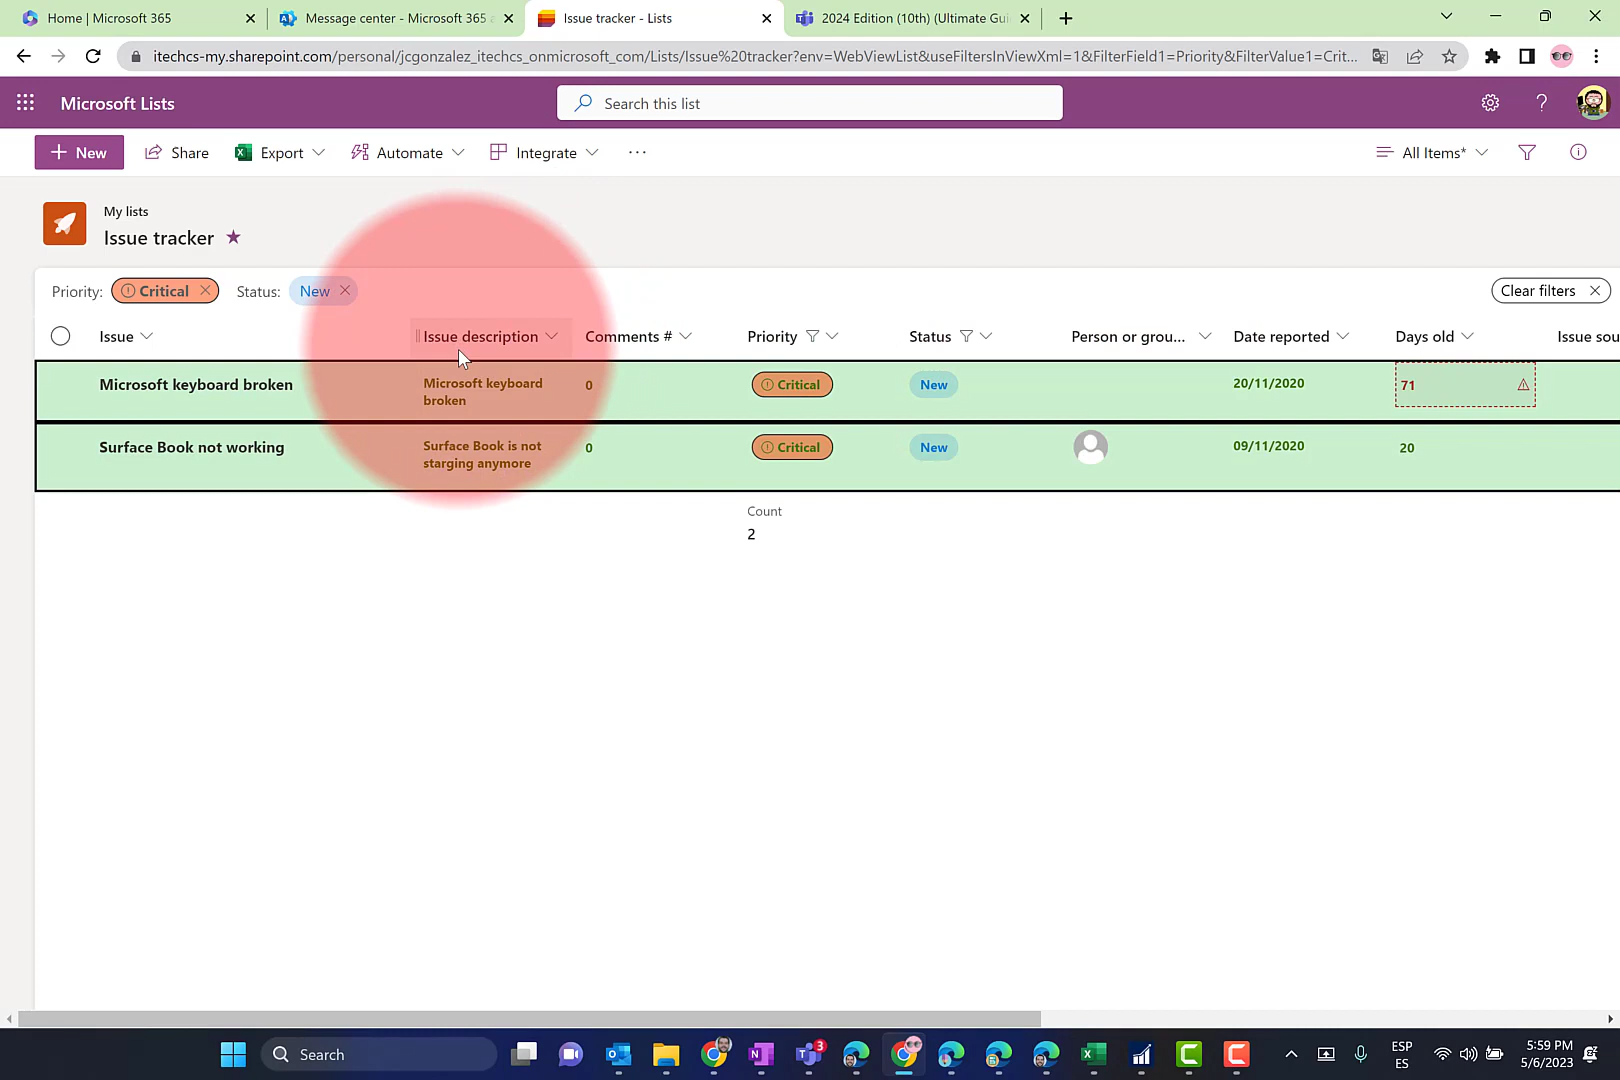 Home | Microsoft 365
Message center - Microsoft 365 a
Issue tracker - Lists
2024 Edition (10th) (Ultimate Gui
itechcs-my.sharepoint.com/personal/jcgonzalez_itechcs_onmicrosoft_com/Lists/Issue%20tracker?env=WebViewList&useFiltersInViewXml=1&FilterField1=Priority&FilterValue1=Crit...
Microsoft Lists
Search this list
New Share Export Automate Integrate ... All Items*
My lists
Issue tracker
Priority: Critical Status: New Clear filters
Issue Issue description Comments # Priority Status Person or grou... Date reported Days old Issue sou
Microsoft keyboard broken Microsoft keyboard broken 0 Critical New 20/11/2020 71
Surface Book not working Surface Book is not starging anymore 0 Critical New 09/11/2020 20
Count
2
Search
3
ESP
ES
5:59 PM
5/6/2023